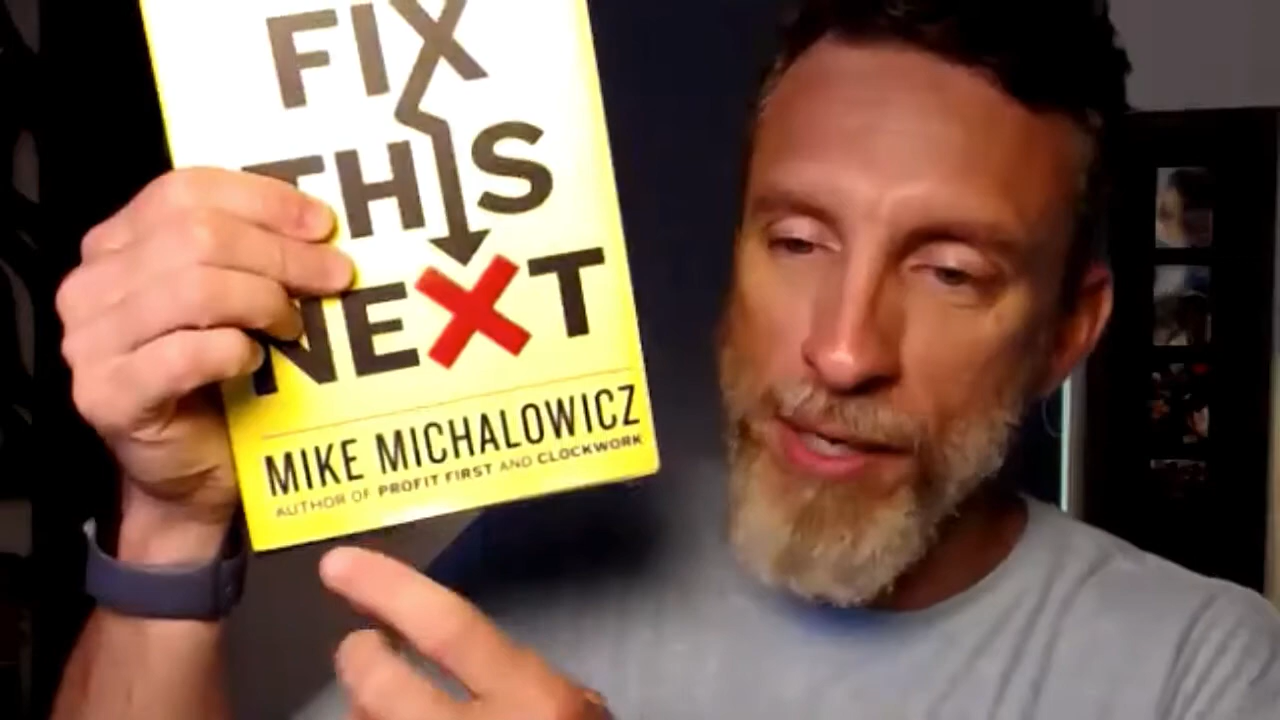 FIX
THIS
NEXT
MIKE MICHALOWICZ
AUTHOR OF PROFIT FIRST AND CLOCKWORK